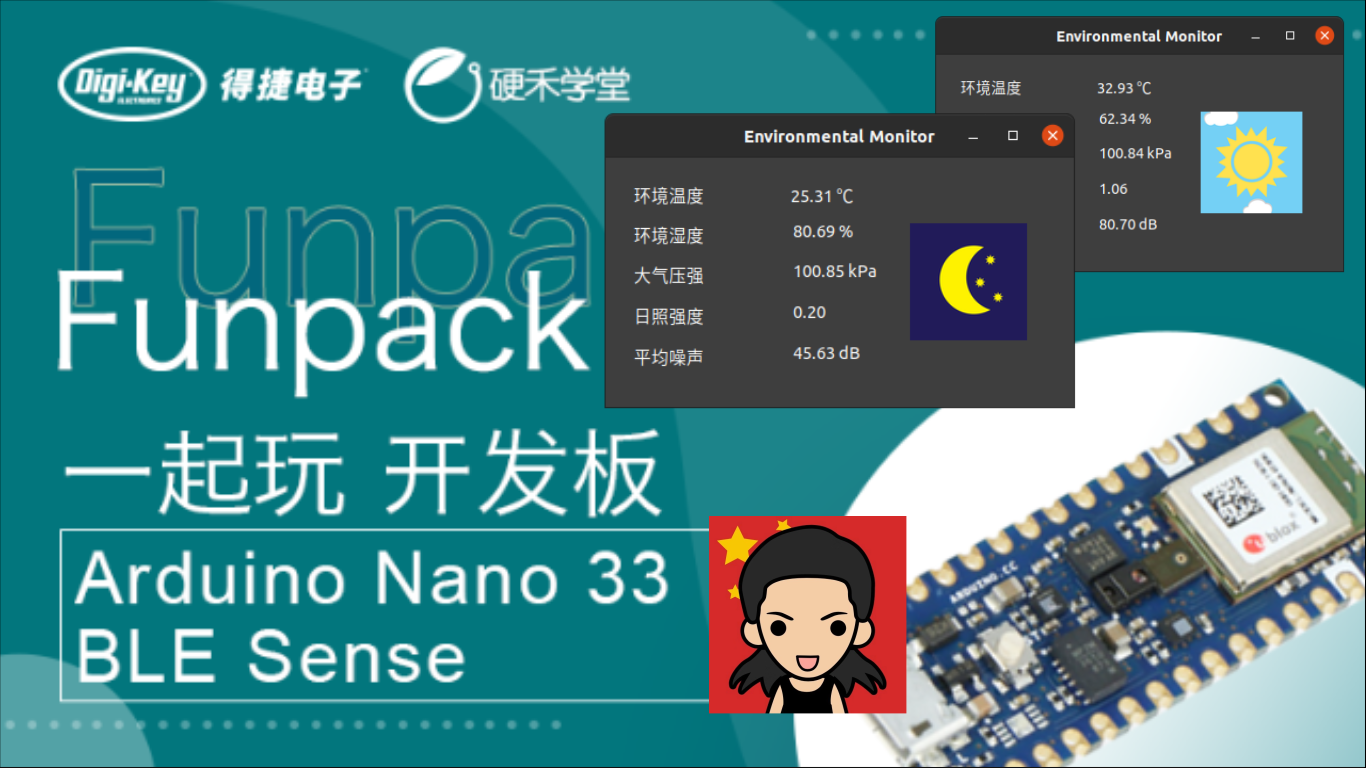 Digi-Key
ELECTRONICS
得捷电子
硬禾学堂
Funpa
Funpack
一起玩 开发板
Arduino Nano 33
BLE Sense
Environmental Monitor
环境温度 32.93 ℃
62.34 %
100.84 kPa
1.06
80.70 dB
Environmental Monitor
环境温度 25.31 ℃
环境湿度 80.69 %
大气压强 100.85 kPa
日照强度 0.20
平均噪声 45.63 dB
ARDUINO.CC
blox